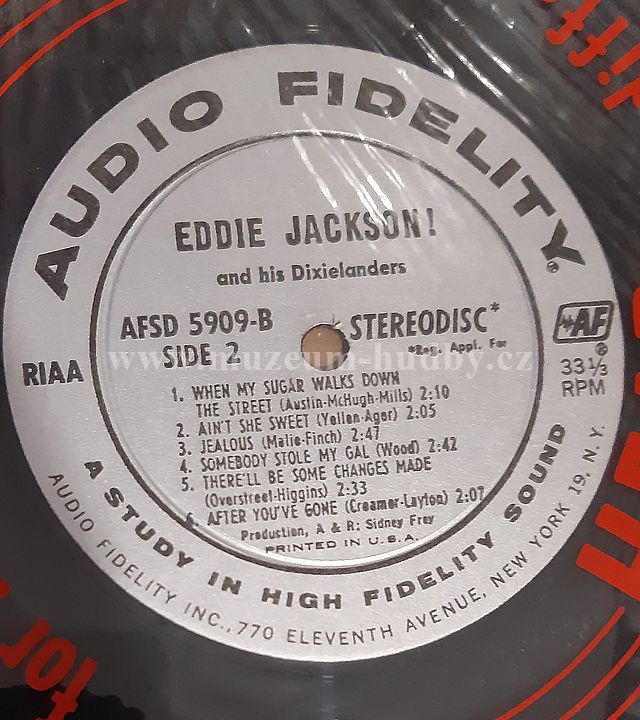 AUDIO FIDELITY®
EDDIE JACKSON!
and his Dixielanders
AFSD 5909-B
STEREODISC*
SIDE 2
*Reg. Appl. For
RIAA
AF®
33⅓
RPM
www.muzeum-hudby.cz
1. WHEN MY SUGAR WALKS DOWN
THE STREET (Austin-McHugh-Mills) 2:10
2. AIN'T SHE SWEET (Yellen-Ager) 2:05
3. JEALOUS (Malie-Finch) 2:47
4. SOMEBODY STOLE MY GAL (Wood) 2:42
5. THERE'LL BE SOME CHANGES MADE
(Overstreet-Higgins) 2:33
6. AFTER YOU'VE GONE (Creamer-Layton) 2:07
Production, A & R: Sidney Frey
PRINTED IN U.S.A.
A STUDY IN HIGH FIDELITY SOUND
AUDIO FIDELITY INC., 770 ELEVENTH AVENUE, NEW YORK 19, N.Y.
for